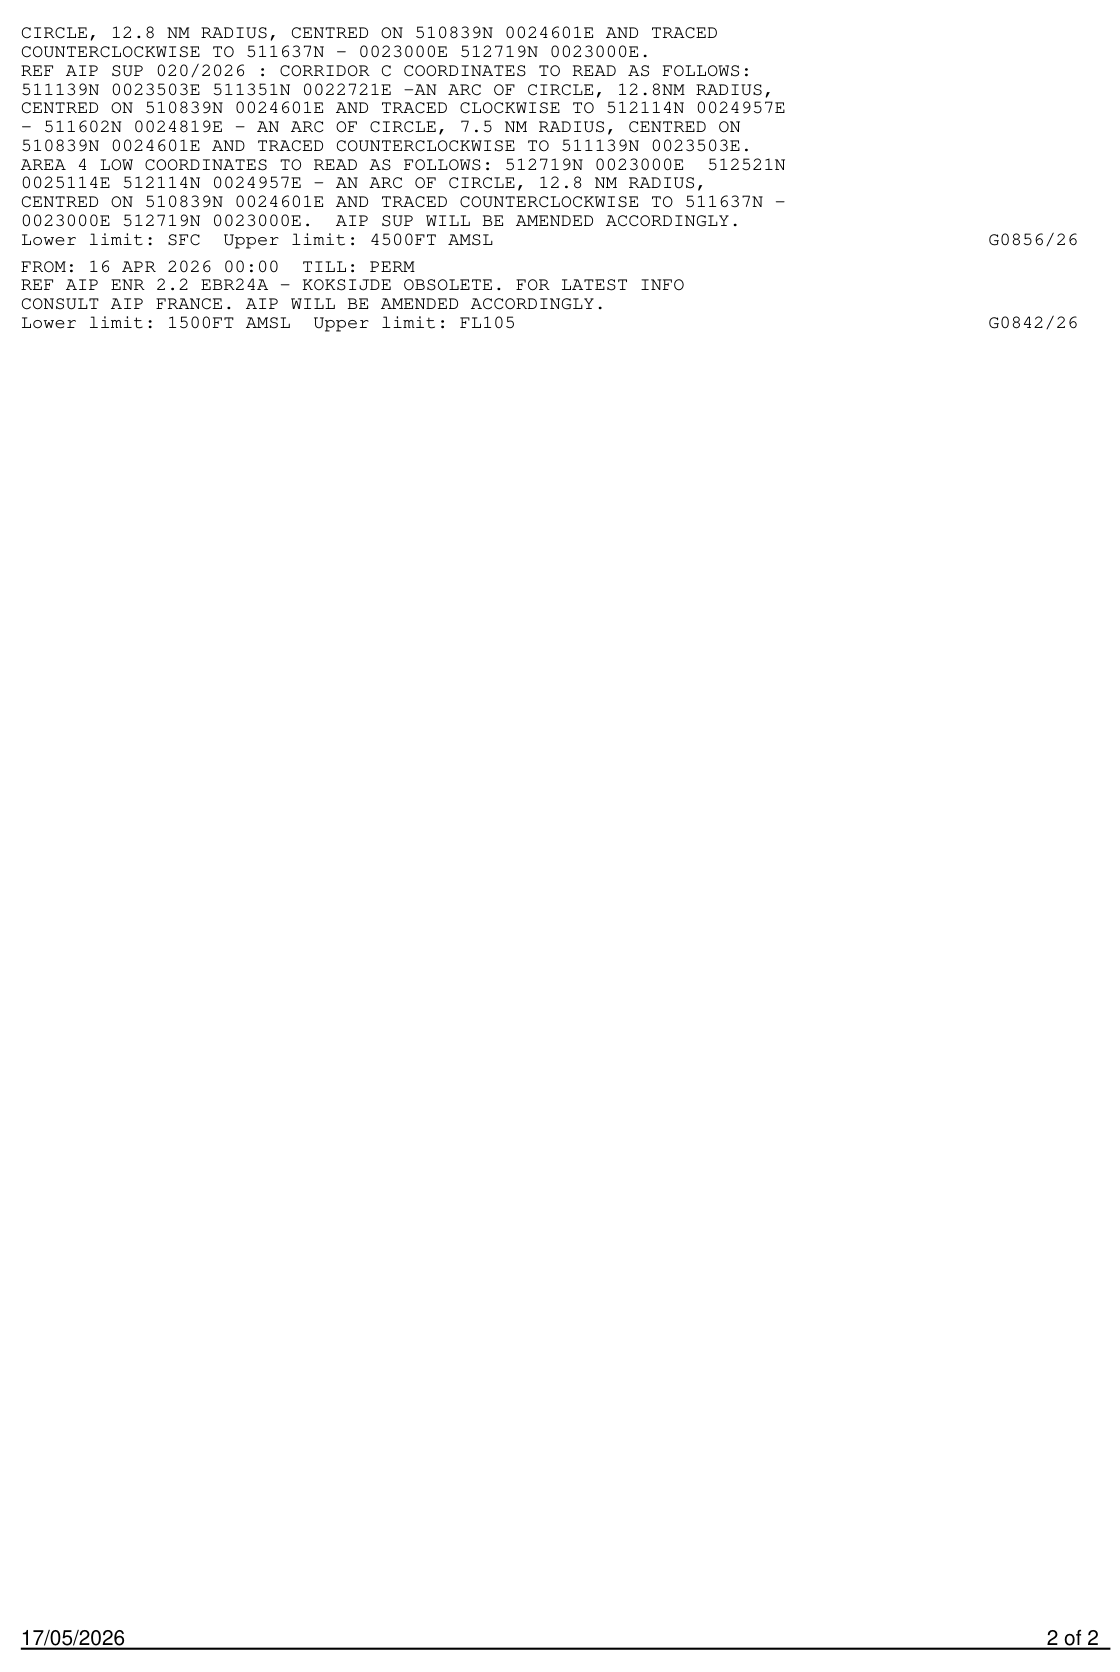 CIRCLE, 12.8 NM RADIUS, CENTRED ON 510839N 0024601E AND TRACED
COUNTERCLOCKWISE TO 511637N - 0023000E 512719N 0023000E.
REF AIP SUP 020/2026 : CORRIDOR C COORDINATES TO READ AS FOLLOWS:
511139N 0023503E 511351N 0022721E -AN ARC OF CIRCLE, 12.8NM RADIUS,
CENTRED ON 510839N 0024601E AND TRACED CLOCKWISE TO 512114N 0024957E
- 511602N 0024819E - AN ARC OF CIRCLE, 7.5 NM RADIUS, CENTRED ON
510839N 0024601E AND TRACED COUNTERCLOCKWISE TO 511139N 0023503E.
AREA 4 LOW COORDINATES TO READ AS FOLLOWS: 512719N 0023000E  512521N
0025114E 512114N 0024957E - AN ARC OF CIRCLE, 12.8 NM RADIUS,
CENTRED ON 510839N 0024601E AND TRACED COUNTERCLOCKWISE TO 511637N -
0023000E 512719N 0023000E.  AIP SUP WILL BE AMENDED ACCORDINGLY.
Lower limit: SFC  Upper limit: 4500FT AMSL G0856/26
FROM: 16 APR 2026 00:00  TILL: PERM
REF AIP ENR 2.2 EBR24A - KOKSIJDE OBSOLETE. FOR LATEST INFO
CONSULT AIP FRANCE. AIP WILL BE AMENDED ACCORDINGLY.
Lower limit: 1500FT AMSL  Upper limit: FL105 G0842/26
17/05/2026 2 of 2